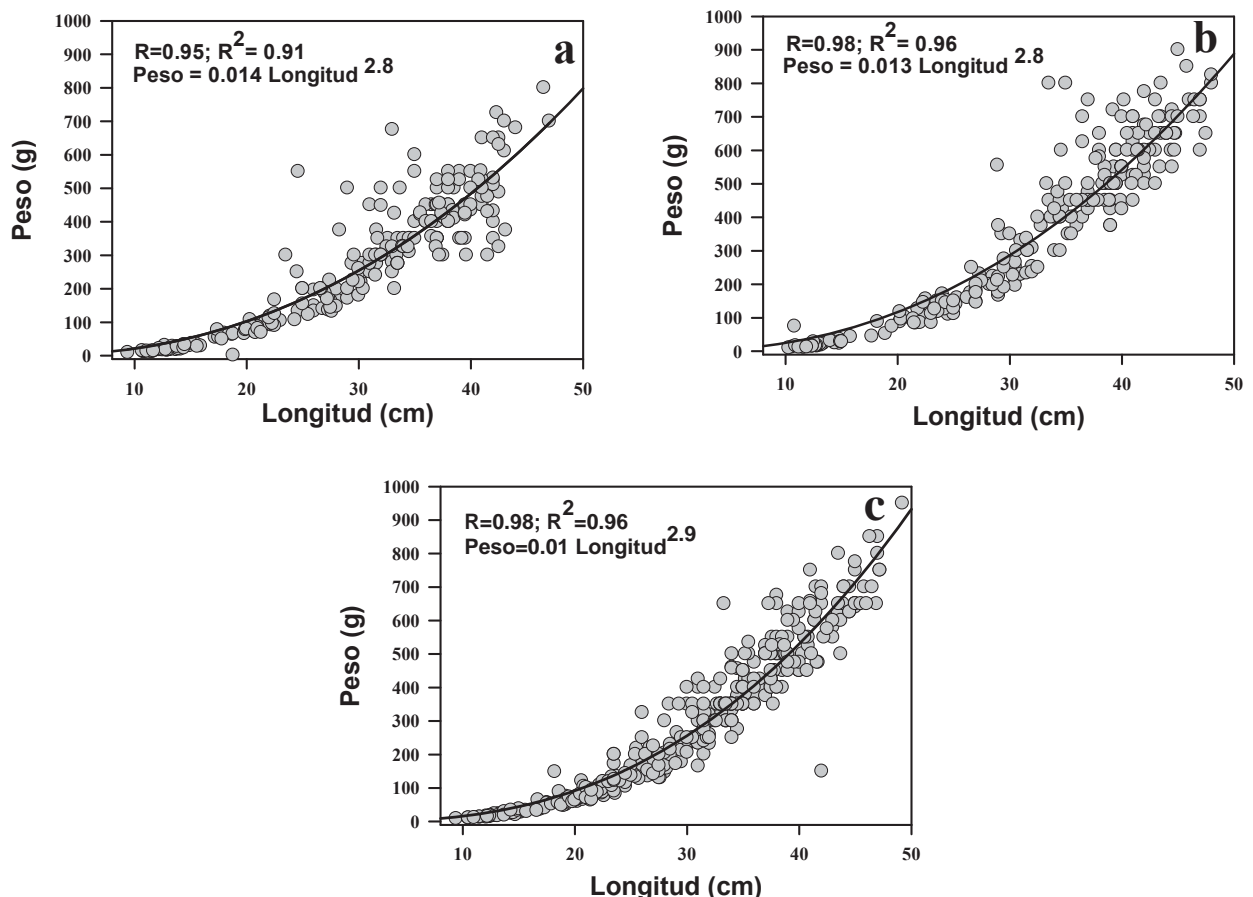 a
R=0.95; R²= 0.91
Peso = 0.014 Longitud 2.8
Peso (g)
1000
900
800
700
600
500
400
300
200
100
0
10 20 30 40 50
Longitud (cm)
b
R=0.98; R²= 0.96
Peso = 0.013 Longitud 2.8
Peso (g)
1000
900
800
700
600
500
400
300
200
100
0
10 20 30 40 50
Longitud (cm)
c
R=0.98; R²=0.96
Peso=0.01 Longitud2.9
Peso (g)
1000
900
800
700
600
500
400
300
200
100
0
10 20 30 40 50
Longitud (cm)